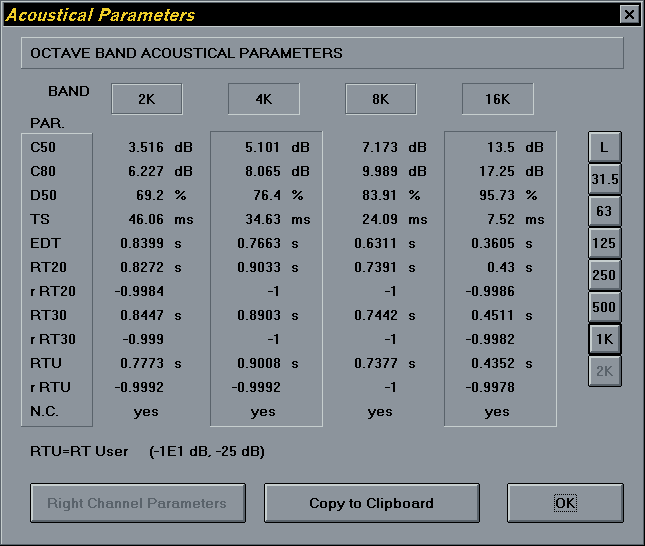 Acoustical Parameters
OCTAVE BAND ACOUSTICAL PARAMETERS
BAND 2K 4K 8K 16K
PAR.
C50 3.516 dB 5.101 dB 7.173 dB 13.5 dB
C80 6.227 dB 8.065 dB 9.989 dB 17.25 dB
D50 69.2 % 76.4 % 83.91 % 95.73 %
TS 46.06 ms 34.63 ms 24.09 ms 7.52 ms
EDT 0.8399 s 0.7663 s 0.6311 s 0.3605 s
RT20 0.8272 s 0.9033 s 0.7391 s 0.43 s
r RT20 -0.9984 -1 -1 -0.9986
RT30 0.8447 s 0.8903 s 0.7442 s 0.4511 s
r RT30 -0.999 -1 -1 -0.9982
RTU 0.7773 s 0.9008 s 0.7377 s 0.4352 s
r RTU -0.9992 -0.9992 -1 -0.9978
N.C. yes yes yes yes
L
31.5
63
125
250
500
1K
2K
RTU=RT User (-1E1 dB, -25 dB)
Right Channel Parameters Copy to Clipboard OK